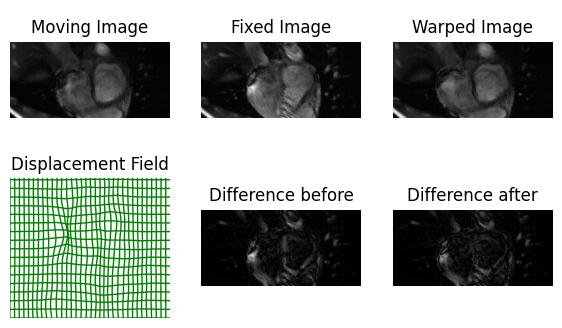 Moving Image
Fixed Image
Warped Image
Displacement Field
Difference before
Difference after